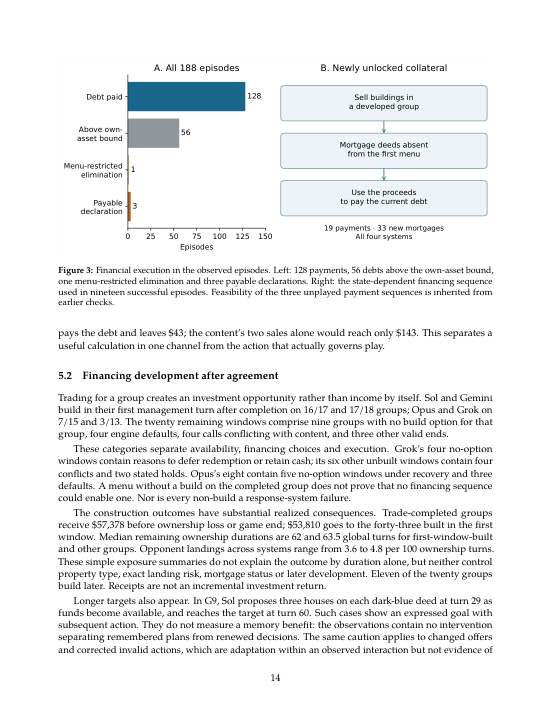 A. All 188 episodes
Debt paid
128
Above own-
asset bound
56
Menu-restricted
elimination
1
Payable
declaration
3
0 25 50 75 100 125 150
Episodes
B. Newly unlocked collateral
Sell buildings in
a developed group
Mortgage deeds absent
from the first menu
Use the proceeds
to pay the current debt
19 payments · 33 new mortgages
All four systems
Figure 3: Financial execution in the observed episodes. Left: 128 payments, 56 debts above the own-asset bound,
one menu-restricted elimination and three payable declarations. Right: the state-dependent financing sequence
used in nineteen successful episodes. Feasibility of the three unplayed payment sequences is inherited from
earlier checks.
pays the debt and leaves $43; the content's two sales alone would reach only $143. This separates a
useful calculation in one channel from the action that actually governs play.
5.2 Financing development after agreement
Trading for a group creates an investment opportunity rather than income by itself. Sol and Gemini
build in their first management turn after completion on 16/17 and 17/18 groups; Opus and Grok on
7/15 and 3/13. The twenty remaining windows comprise nine groups with no build option for that
group, four engine defaults, four calls conflicting with content, and three other valid ends.
These categories separate availability, financing choices and execution. Grok's four no-option
windows contain reasons to defer redemption or retain cash; its six other unbuilt windows contain four
conflicts and two stated holds. Opus's eight contain five no-option windows under recovery and three
defaults. A menu without a build on the completed group does not prove that no financing sequence
could enable one. Nor is every non-build a response-system failure.
The construction outcomes have substantial realized consequences. Trade-completed groups
receive $57,378 before ownership loss or game end; $53,810 goes to the forty-three built in the first
window. Median remaining ownership durations are 62 and 63.5 global turns for first-window-built
and other groups. Opponent landings across systems range from 3.6 to 4.8 per 100 ownership turns.
These simple exposure summaries do not explain the outcome by duration alone, but neither control
property type, exact landing risk, mortgage status or later development. Eleven of the twenty groups
build later. Receipts are not an incremental investment return.
Longer targets also appear. In G9, Sol proposes three houses on each dark-blue deed at turn 29 as
funds become available, and reaches the target at turn 60. Such cases show an expressed goal with
subsequent action. They do not measure a memory benefit: the observations contain no intervention
separating remembered plans from renewed decisions. The same caution applies to changed offers
and corrected invalid actions, which are adaptation within an observed interaction but not evidence of
14